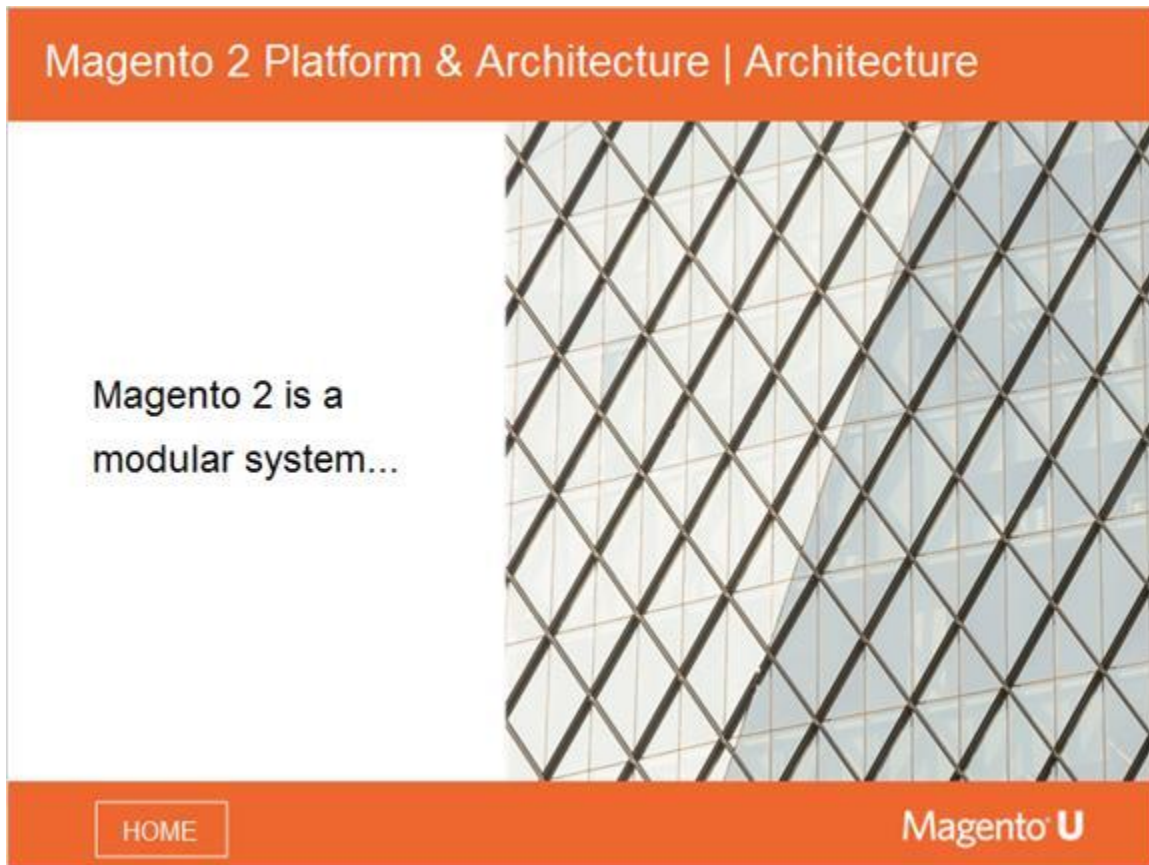 Magento 2 Platform & Architecture | Architecture
Magento 2 is a
modular system...
HOME
Magento U